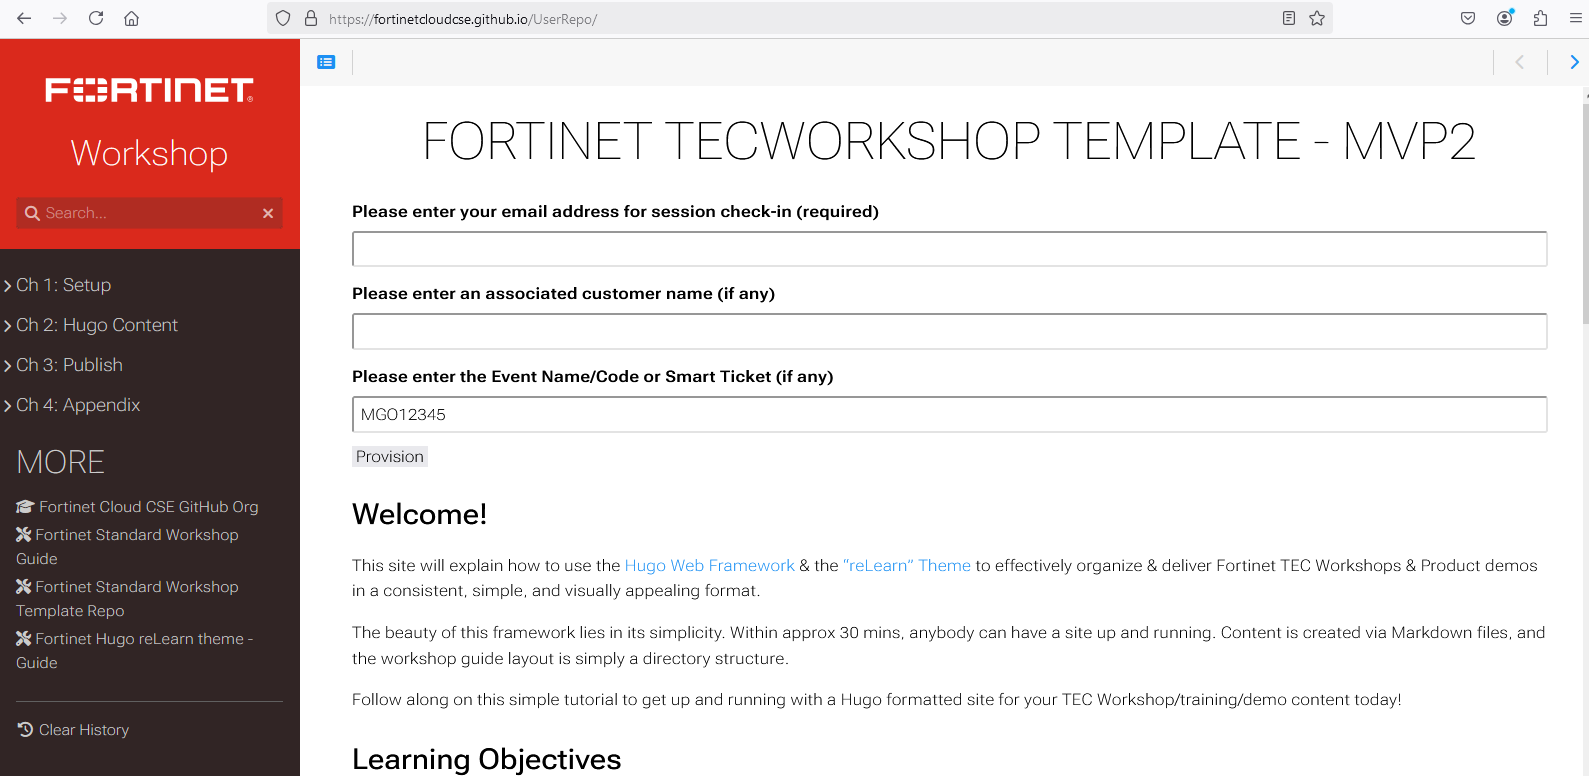 https://fortinetcloudcse.github.io/UserRepo/
FORTINET®
Workshop
Search...
Ch 1: Setup
Ch 2: Hugo Content
Ch 3: Publish
Ch 4: Appendix
MORE
Fortinet Cloud CSE GitHub Org
Fortinet Standard Workshop
Guide
Fortinet Standard Workshop
Template Repo
Fortinet Hugo reLearn theme -
Guide
Clear History
FORTINET TECWORKSHOP TEMPLATE - MVP2
Please enter your email address for session check-in (required)
Please enter an associated customer name (if any)
Please enter the Event Name/Code or Smart Ticket (if any)
MGO12345
Provision
Welcome!
This site will explain how to use the Hugo Web Framework & the “reLearn” Theme to effectively organize & deliver Fortinet TEC Workshops & Product demos
in a consistent, simple, and visually appealing format.
The beauty of this framework lies in its simplicity. Within approx 30 mins, anybody can have a site up and running. Content is created via Markdown files, and
the workshop guide layout is simply a directory structure.
Follow along on this simple tutorial to get up and running with a Hugo formatted site for your TEC Workshop/training/demo content today!
Learning Objectives